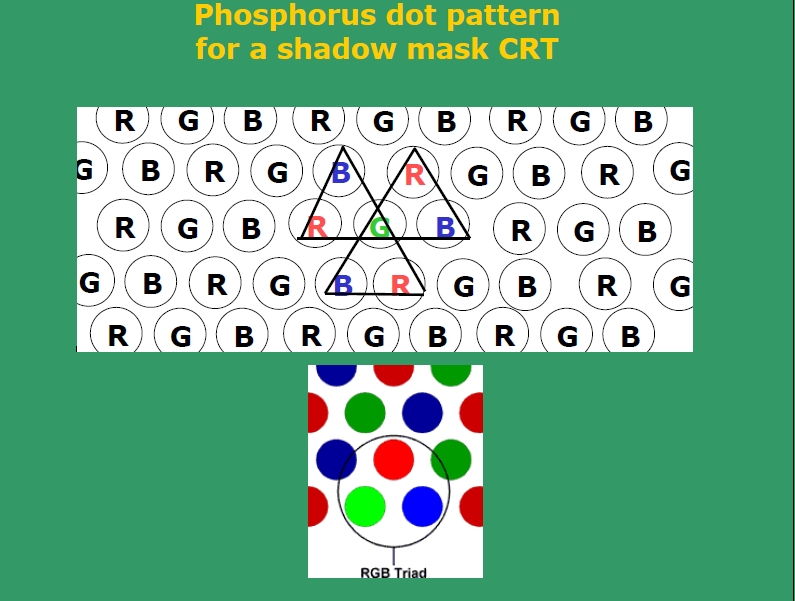 Phosphorus dot pattern
for a shadow mask CRT
R G B R G B R G B
G B R G B R G B R G
R G B R G B R G B
G B R G B R G B R G
R G B R G B R G B
RGB Triad